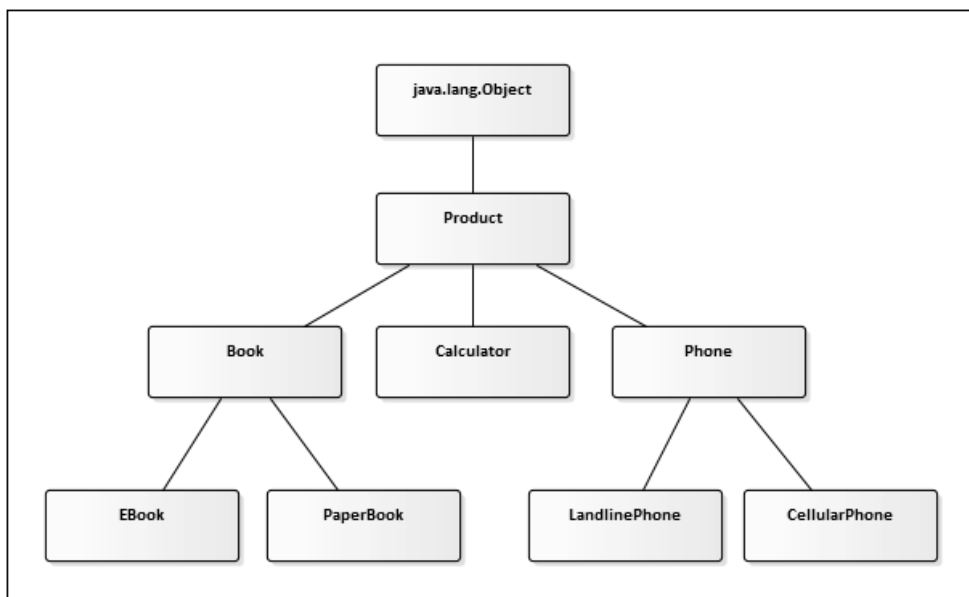 java.lang.Object
Product
Book
Calculator
Phone
EBook
PaperBook
LandlinePhone
CellularPhone